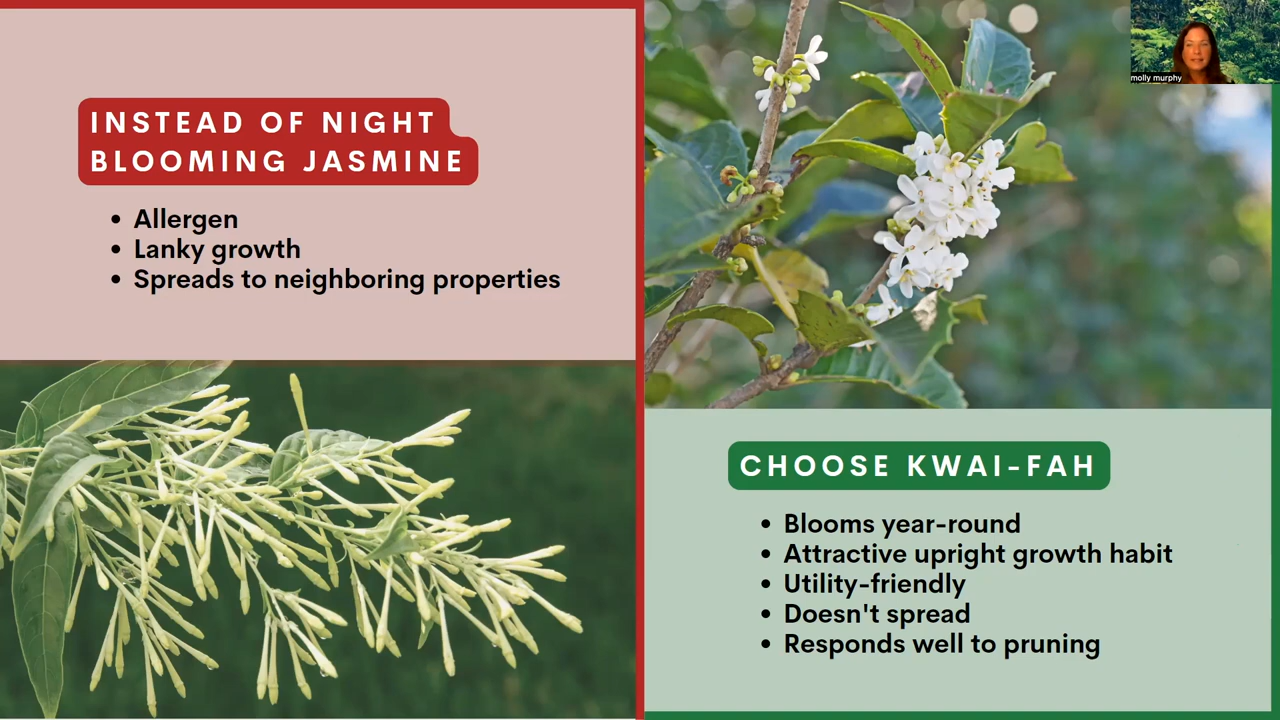 INSTEAD OF NIGHT
BLOOMING JASMINE
• Allergen
• Lanky growth
• Spreads to neighboring properties
molly murphy
CHOOSE KWAI-FAH
• Blooms year-round
• Attractive upright growth habit
• Utility-friendly
• Doesn't spread
• Responds well to pruning